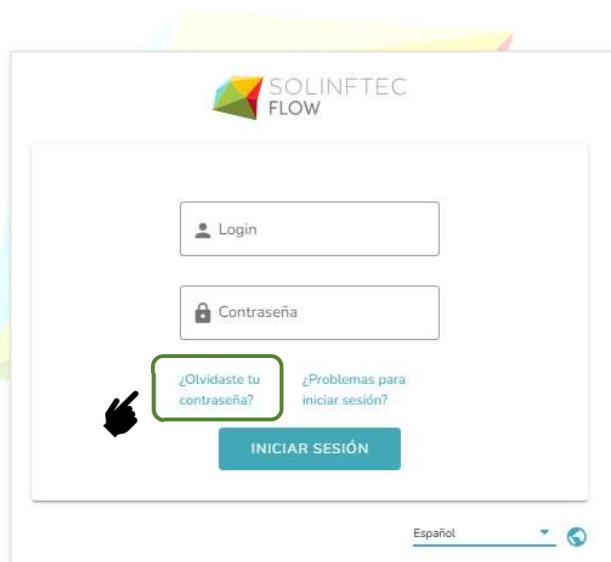 SOLINFTEC
FLOW
Login
Contraseña
¿Olvidaste tu
contraseña?
¿Problemas para
iniciar sesión?
INICIAR SESIÓN
Español